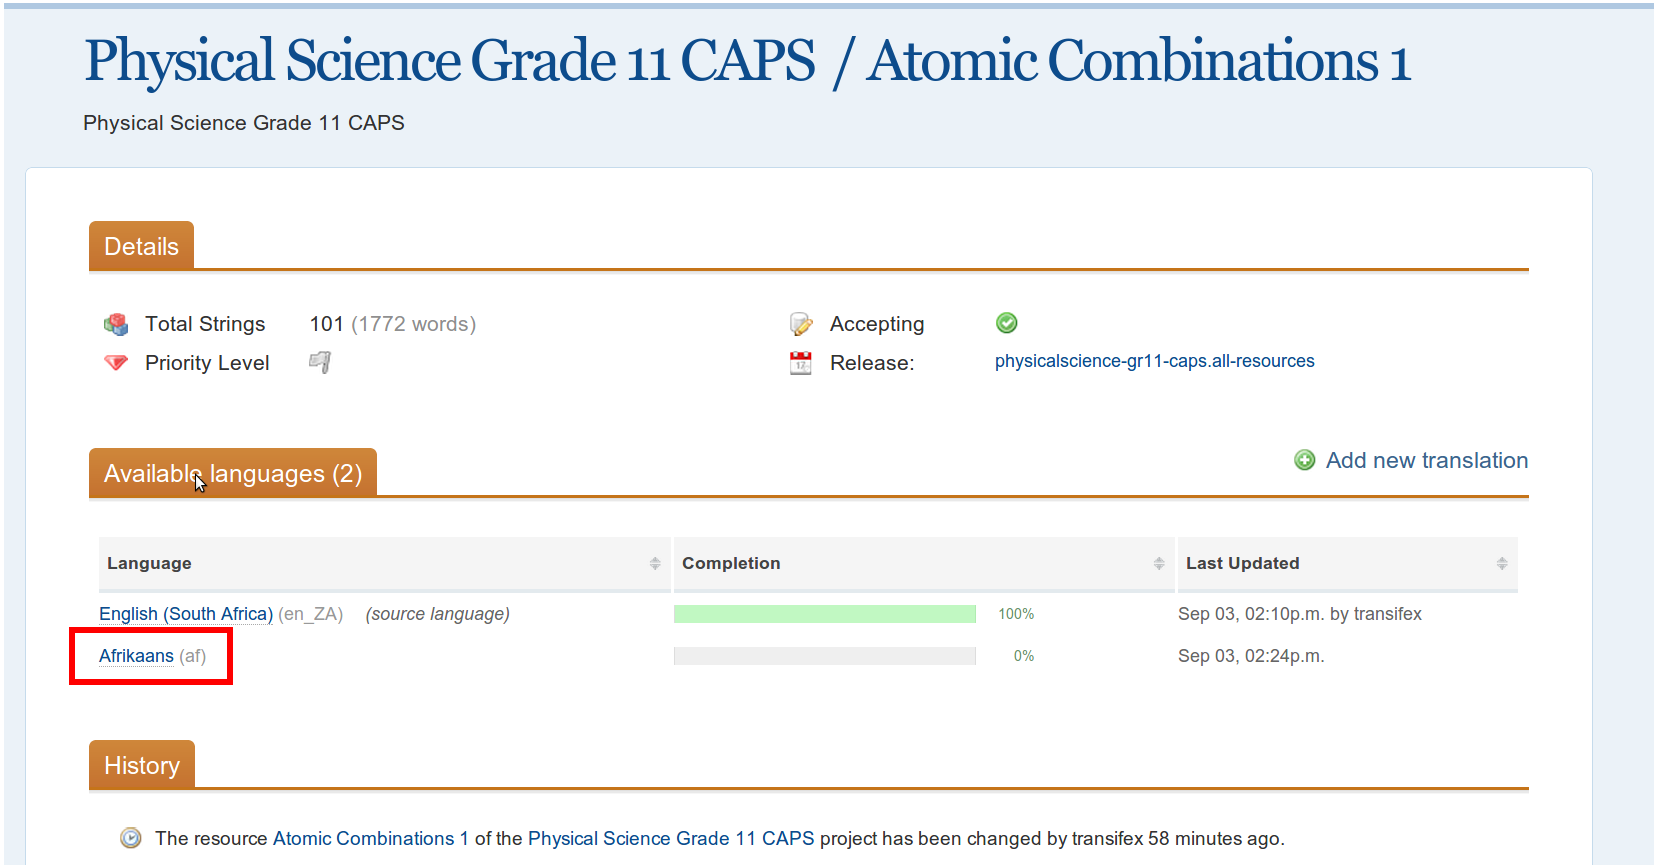 Physical Science Grade 11 CAPS / Atomic Combinations 1
Physical Science Grade 11 CAPS
Details
Total Strings 101 (1772 words) Accepting
Priority Level Release: physicalscience-gr11-caps.all-resources
Available languages (2) Add new translation
Language Completion Last Updated
English (South Africa) (en_ZA) (source language) 100% Sep 03, 02:10p.m. by transifex
Afrikaans (af) 0% Sep 03, 02:24p.m.
History
The resource Atomic Combinations 1 of the Physical Science Grade 11 CAPS project has been changed by transifex 58 minutes ago.